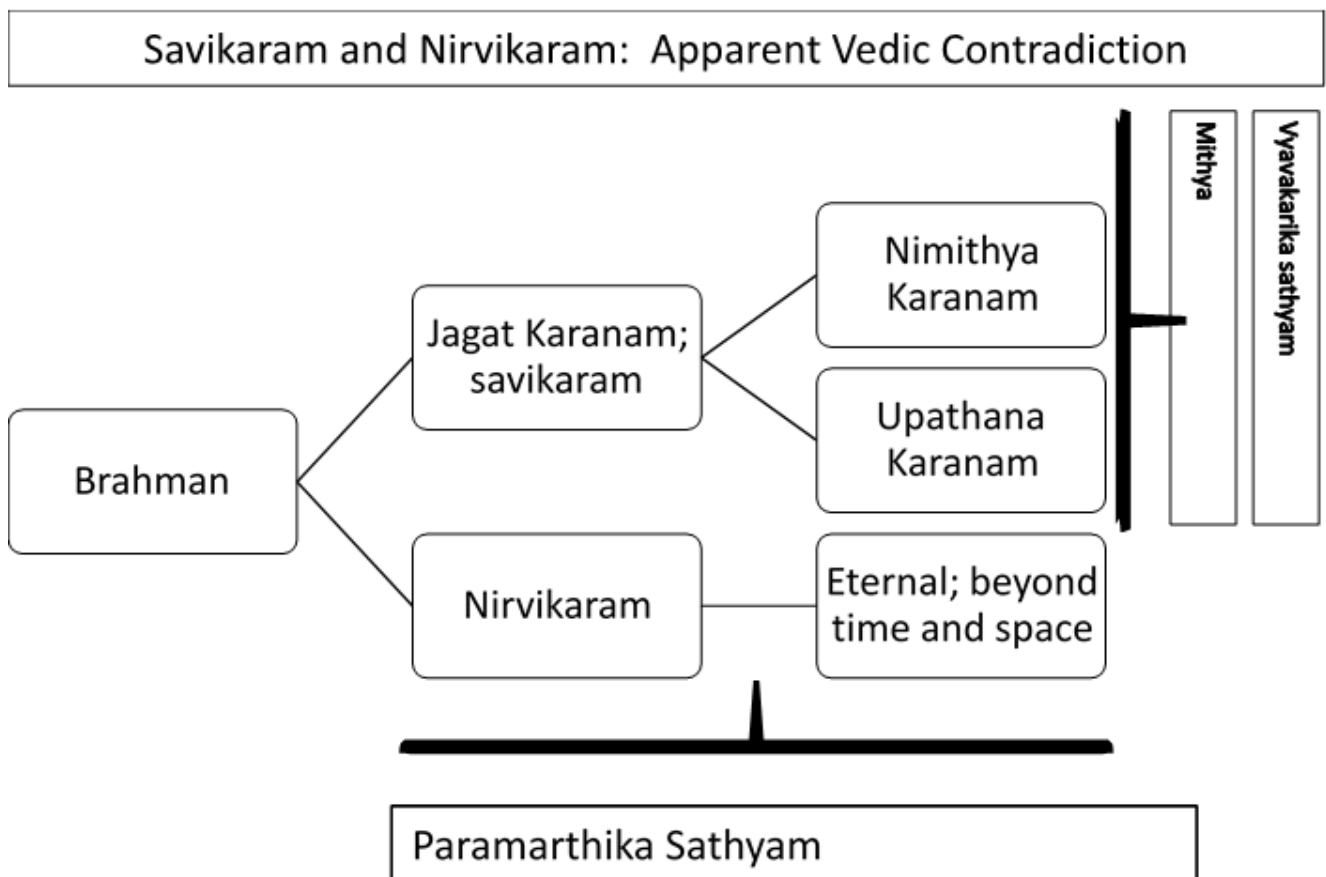 Savikaram and Nirvikaram:  Apparent Vedic Contradiction
Mithya
Vyavakarika sathyam
Nimithya
Karanam
Jagat Karanam;
savikaram
Upathana
Karanam
Brahman
Nirvikaram
Eternal; beyond
time and space
Paramarthika Sathyam